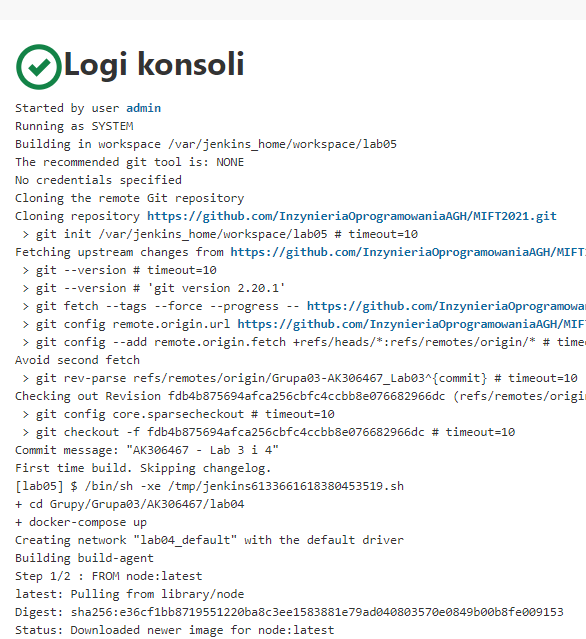 Logi konsoli
Started by user admin
Running as SYSTEM
Building in workspace /var/jenkins_home/workspace/lab05
The recommended git tool is: NONE
No credentials specified
Cloning the remote Git repository
Cloning repository https://github.com/InzynieriaOprogramowaniaAGH/MIFT2021.git
 > git init /var/jenkins_home/workspace/lab05 # timeout=10
Fetching upstream changes from https://github.com/InzynieriaOprogramowaniaAGH/MIFT
 > git --version # timeout=10
 > git --version # 'git version 2.20.1'
 > git fetch --tags --force --progress -- https://github.com/InzynieriaOprogramowa
 > git config remote.origin.url https://github.com/InzynieriaOprogramowaniaAGH/MIF
 > git config --add remote.origin.fetch +refs/heads/*:refs/remotes/origin/* # time
Avoid second fetch
 > git rev-parse refs/remotes/origin/Grupa03-AK306467_Lab03^{commit} # timeout=10
Checking out Revision fdb4b875694afca256cbfc4ccbb8e076682966dc (refs/remotes/origi
 > git config core.sparsecheckout # timeout=10
 > git checkout -f fdb4b875694afca256cbfc4ccbb8e076682966dc # timeout=10
Commit message: "AK306467 - Lab 3 i 4"
First time build. Skipping changelog.
[lab05] $ /bin/sh -xe /tmp/jenkins6133661618380453519.sh
+ cd Grupy/Grupa03/AK306467/lab04
+ docker-compose up
Creating network "lab04_default" with the default driver
Building build-agent
Step 1/2 : FROM node:latest
latest: Pulling from library/node
Digest: sha256:e36cf1bb8719551220ba8c3ee1583881e79ad040803570e0849b00b8fe009153
Status: Downloaded newer image for node:latest